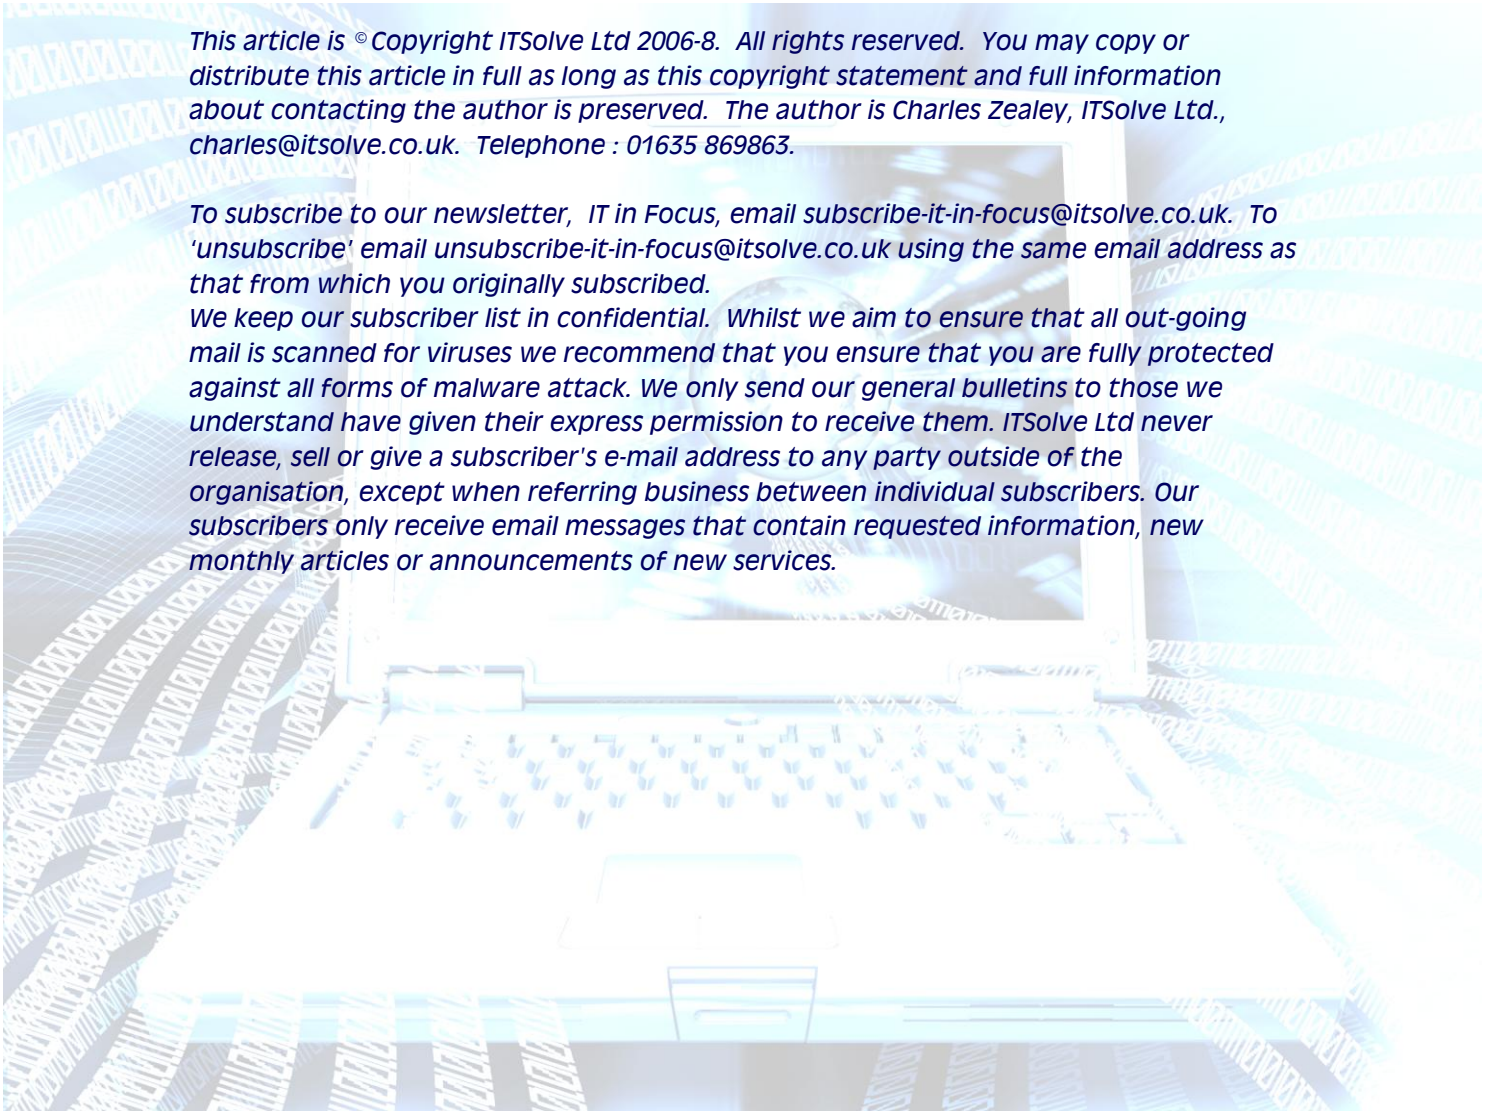 This article is © Copyright ITSolve Ltd 2006-8.  All rights reserved.  You may copy or
distribute this article in full as long as this copyright statement and full information
about contacting the author is preserved.  The author is Charles Zealey, ITSolve Ltd.,
charles@itsolve.co.uk.  Telephone : 01635 869863.

To subscribe to our newsletter,  IT in Focus, email subscribe-it-in-focus@itsolve.co.uk.  To
‘unsubscribe’ email unsubscribe-it-in-focus@itsolve.co.uk using the same email address as
that from which you originally subscribed.
We keep our subscriber list in confidential.  Whilst we aim to ensure that all out-going
mail is scanned for viruses we recommend that you ensure that you are fully protected
against all forms of malware attack. We only send our general bulletins to those we
understand have given their express permission to receive them. ITSolve Ltd never
release, sell or give a subscriber's e-mail address to any party outside of the
organisation, except when referring business between individual subscribers. Our
subscribers only receive email messages that contain requested information, new
monthly articles or announcements of new services.